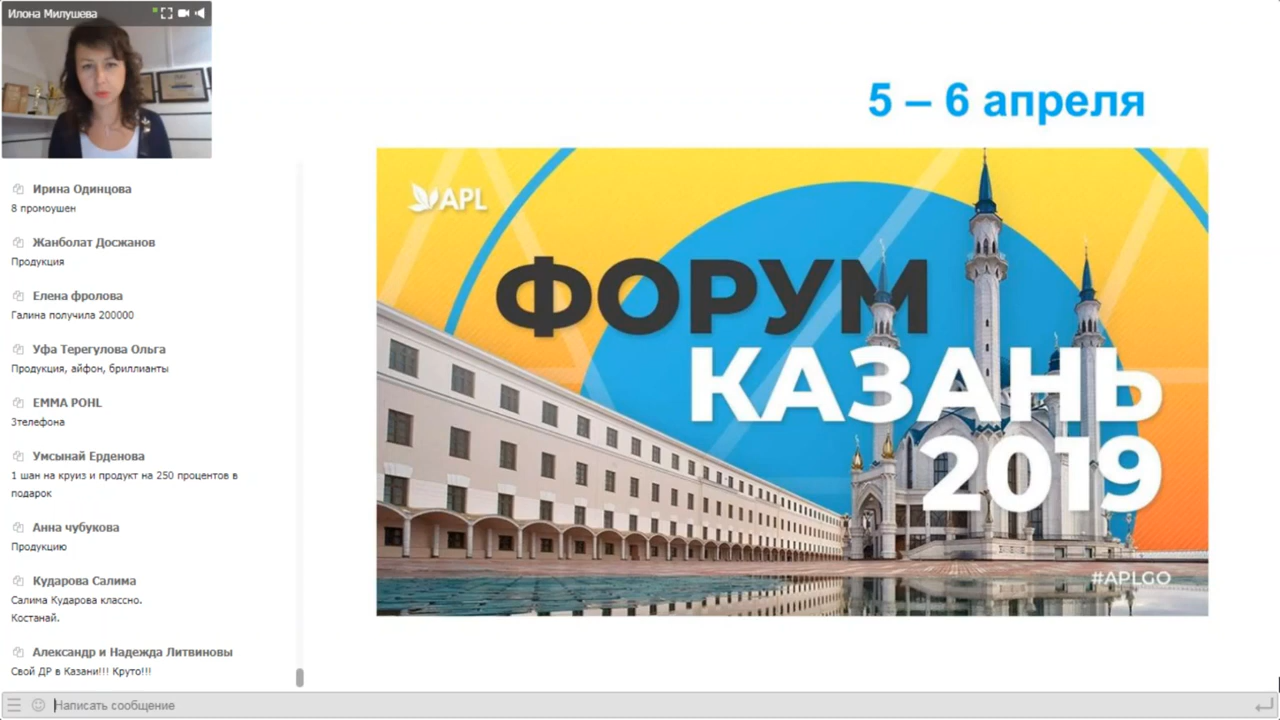 Илона Милушева
Ирина Одинцова
8 промоушен
Жанболат Досжанов
Продукция
Елена фролова
Галина получила 200000
Уфа Терегулова Ольга
Продукция, айфон, бриллианты
EMMA POHL
3телефона
Умсынай Ерденова
1 шан на круиз и продукт на 250 процентов в
подарок
Анна чубукова
Продукцию
Кударова Салима
Салима Кударова классно.
Костанай.
Александр и Надежда Литвиновы
Свой ДР в Казани!!! Круто!!!
Написать сообщение
5 – 6 апреля
APL
ФОРУМ
КАЗАНЬ
2019
#APLGO